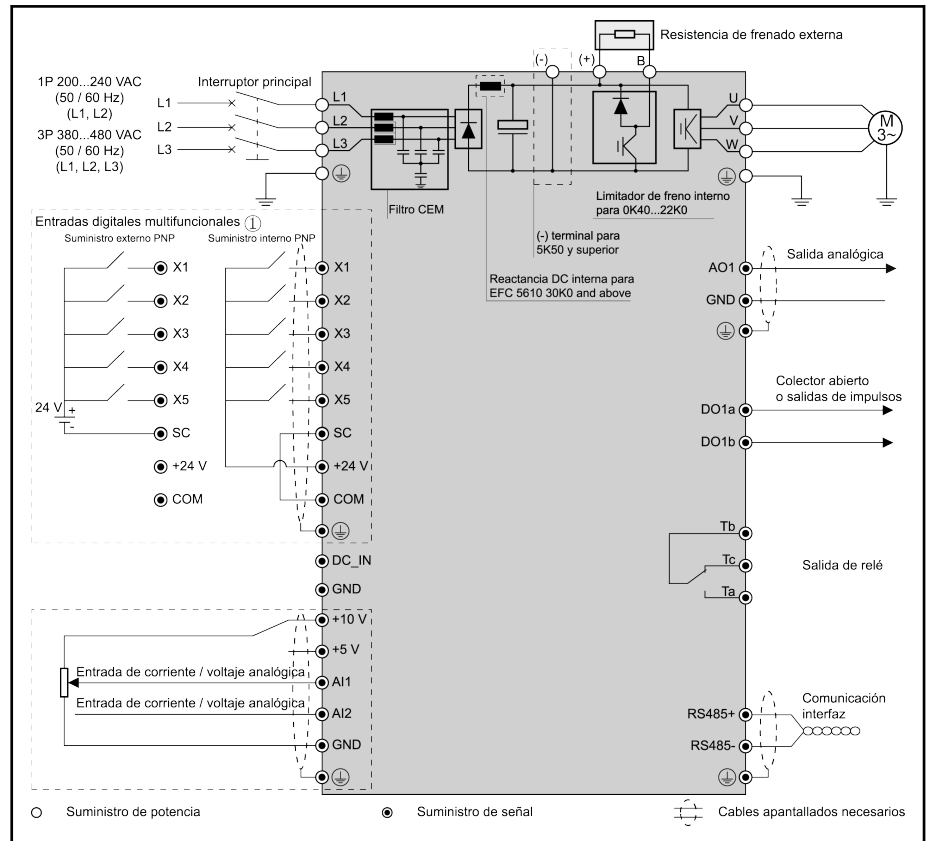 Resistencia de frenado externa
(-)
(+)
B
1P 200...240 VAC
(50 / 60 Hz)
(L1, L2)
3P 380...480 VAC
(50 / 60 Hz)
(L1, L2, L3)
Interruptor principal
L1
L2
L3
L1
L2
L3
U
V
W
M
3~
Filtro CEM
Limitador de freno interno
para 0K40...22K0
(-) terminal para
5K50 y superior
Reactancia DC interna para
EFC 5610 30K0 and above
Entradas digitales multifuncionales ①
Suministro externo PNP
Suministro interno PNP
X1
X2
X3
X4
X5
24 V
+
-
SC
+24 V
COM
X1
X2
X3
X4
X5
SC
+24 V
COM
DC_IN
GND
+10 V
+5 V
Entrada de corriente / voltaje analógica
AI1
Entrada de corriente / voltaje analógica
AI2
GND
AO1
Salida analógica
GND
Colector abierto
o salidas de impulsos
DO1a
DO1b
Tb
Tc
Ta
Salida de relé
RS485+
RS485-
Comunicación
interfaz
Suministro de potencia
Suministro de señal
Cables apantallados necesarios